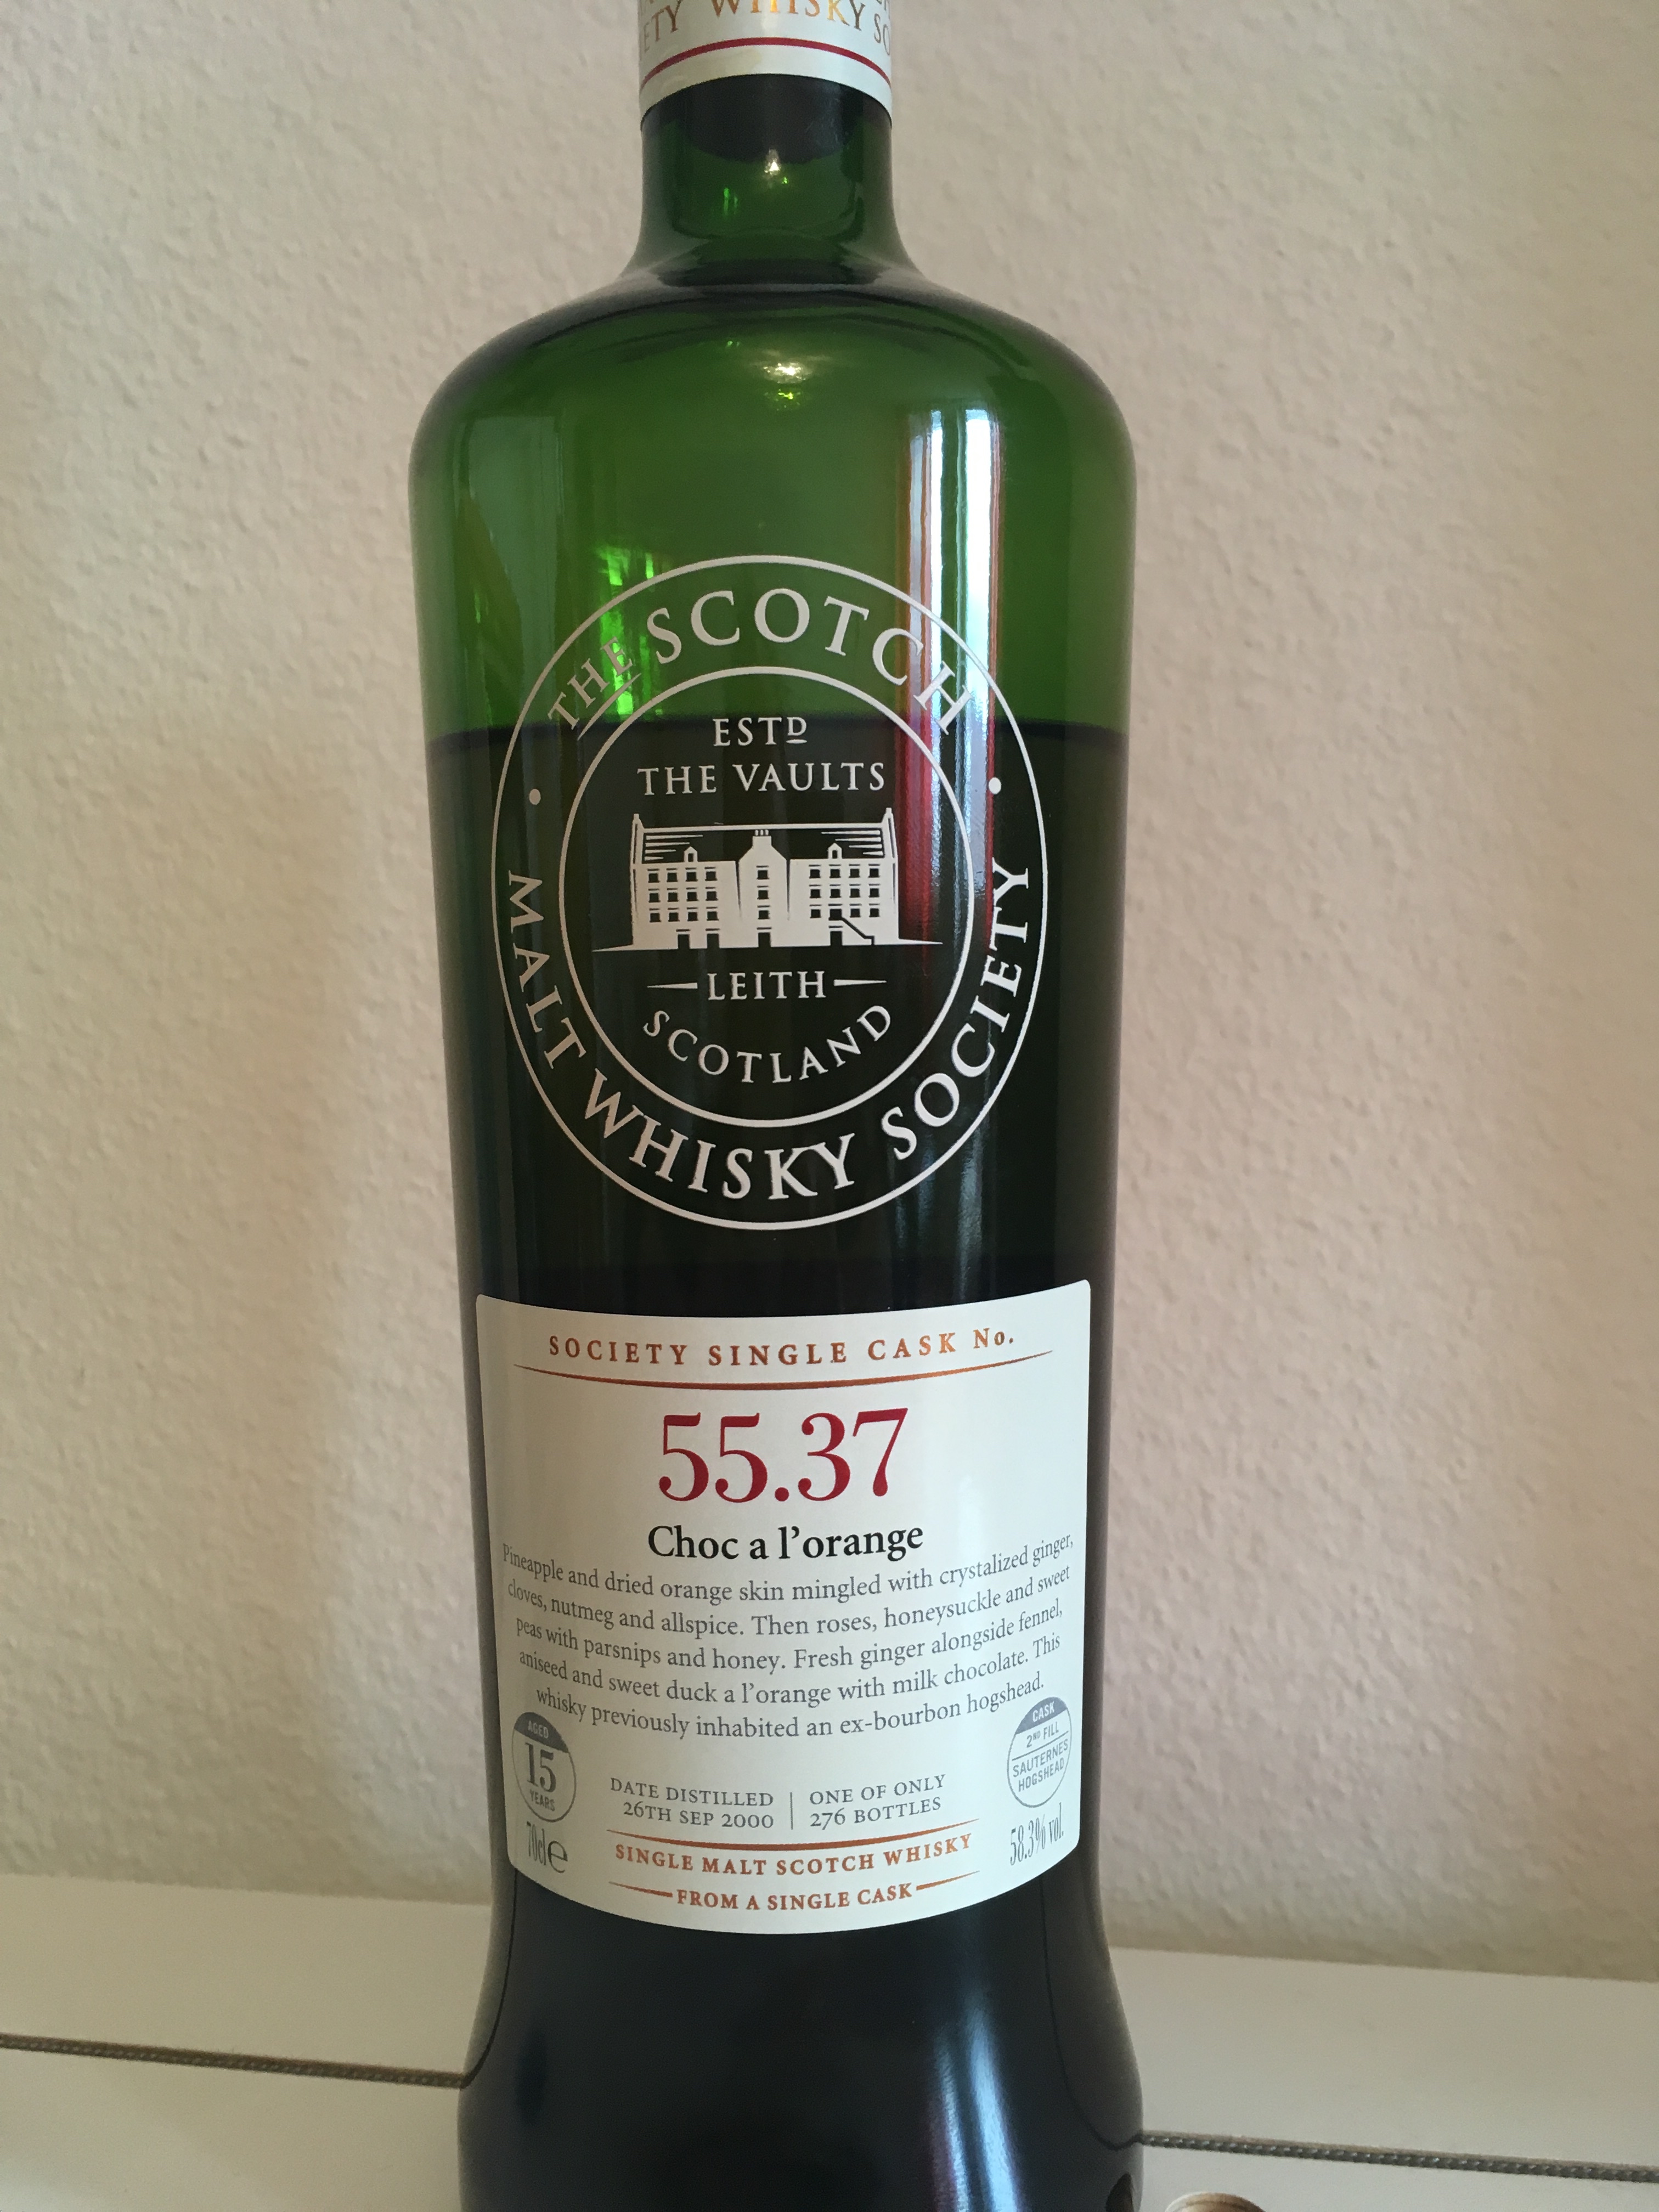 WHISKY
THE SCOTCH
MALT WHISKY SOCIETY
ESTD
THE VAULTS
LEITH
SCOTLAND
SOCIETY SINGLE CASK No.
55.37
Choc a l'orange
Pineapple and dried orange skin mingled with crystalized ginger,
cloves, nutmeg and allspice. Then roses, honeysuckle and sweet
peas with parsnips and honey. Fresh ginger alongside fennel,
aniseed and sweet duck a l'orange with milk chocolate. This
whisky previously inhabited an ex-bourbon hogshead.
AGED
15
YEARS
CASK
2ND FILL
SAUTERNES
HOGSHEAD
DATE DISTILLED
26TH SEP 2000
ONE OF ONLY
276 BOTTLES
70cl e
58.3% vol
SINGLE MALT SCOTCH WHISKY
FROM A SINGLE CASK